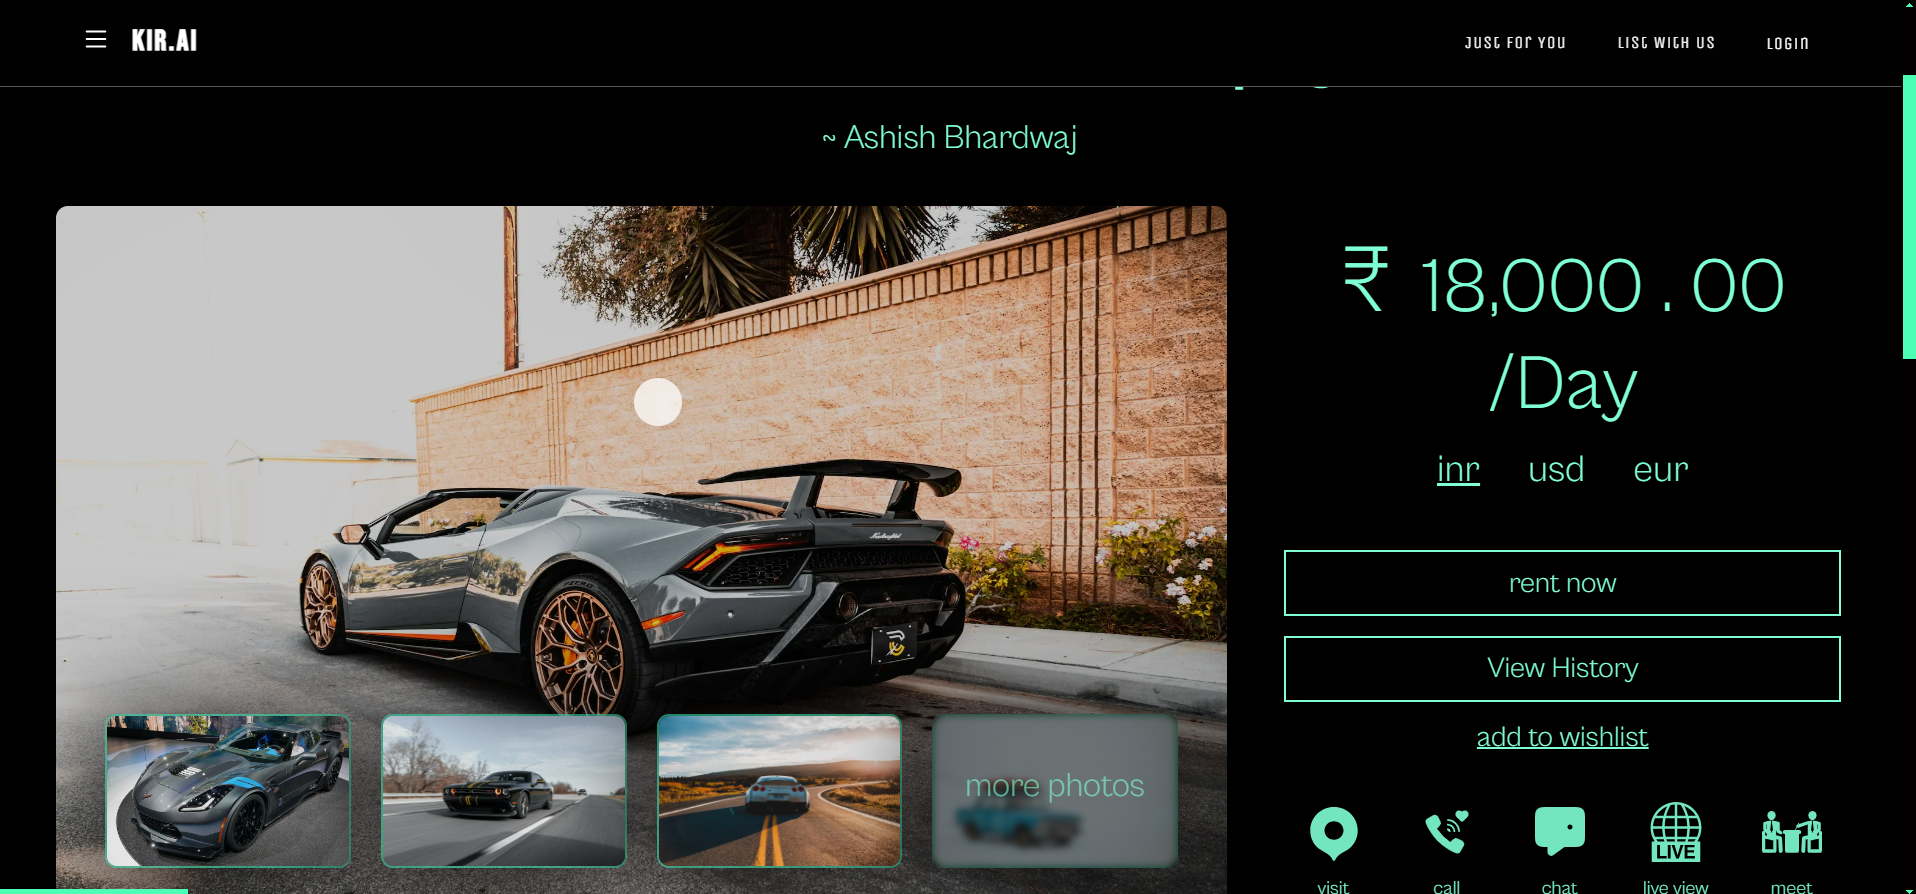 KIR.AI
JUST FOR YOU
LIST WITH US
LOGIN
~ Ashish Bhardwaj
₹ 18,000 . 00
/Day
inr usd eur
rent now
View History
add to wishlist
more photos
LIVE
visit
call
chat
live view
meet